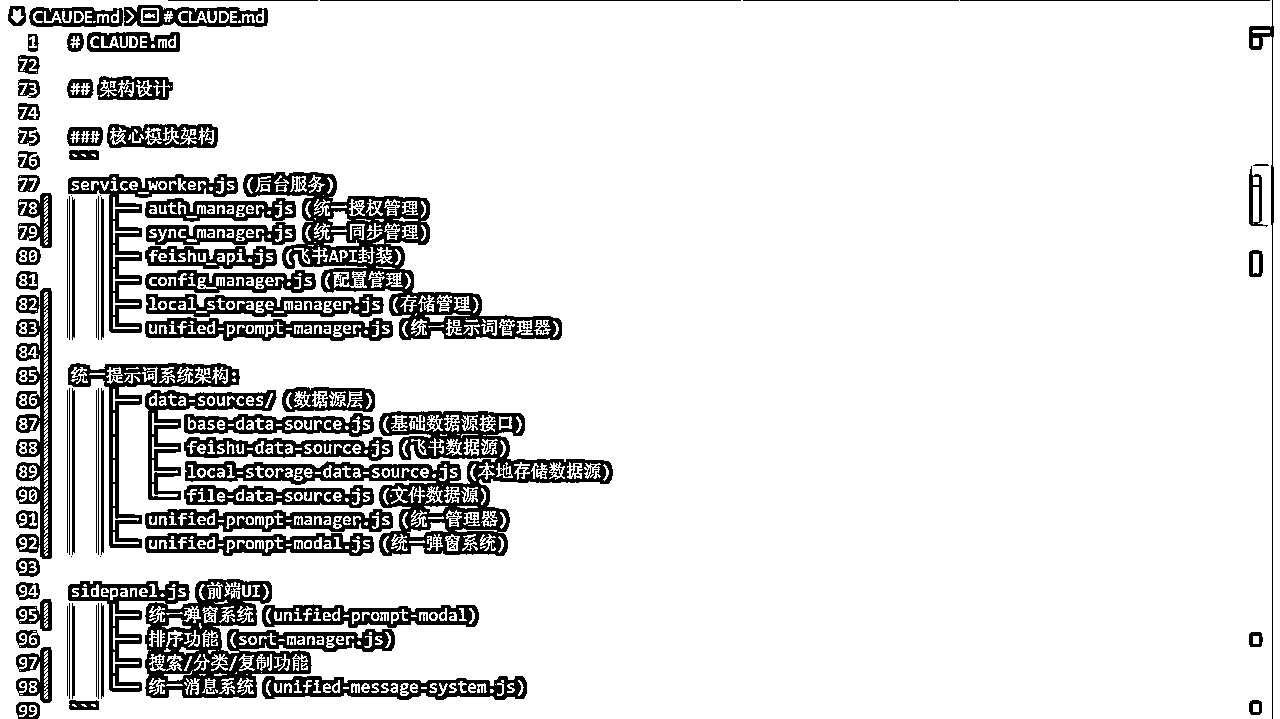 CLAUDE.md > # CLAUDE.md
1 # CLAUDE.md
72
73 ## 架构设计
74
75 ### 核心模块架构
76 ```
77 service_worker.js (后台服务)
78 ├── auth_manager.js (统一授权管理)
79 ├── sync_manager.js (统一同步管理)
80 ├── feishu_api.js (飞书API封装)
81 ├── config_manager.js (配置管理)
82 ├── local_storage_manager.js (存储管理)
83 └── unified-prompt-manager.js (统一提示词管理器)
84
85 统一提示词系统架构:
86 ├── data-sources/ (数据源层)
87 │   ├── base-data-source.js (基础数据源接口)
88 │   ├── feishu-data-source.js (飞书数据源)
89 │   ├── local-storage-data-source.js (本地存储数据源)
90 │   └── file-data-source.js (文件数据源)
91 ├── unified-prompt-manager.js (统一管理器)
92 └── unified-prompt-modal.js (统一弹窗系统)
93
94 sidepanel.js (前端UI)
95 ├── 统一弹窗系统 (unified-prompt-modal)
96 ├── 排序功能 (sort-manager.js)
97 ├── 搜索/分类/复制功能
98 └── 统一消息系统 (unified-message-system.js)
99 ```